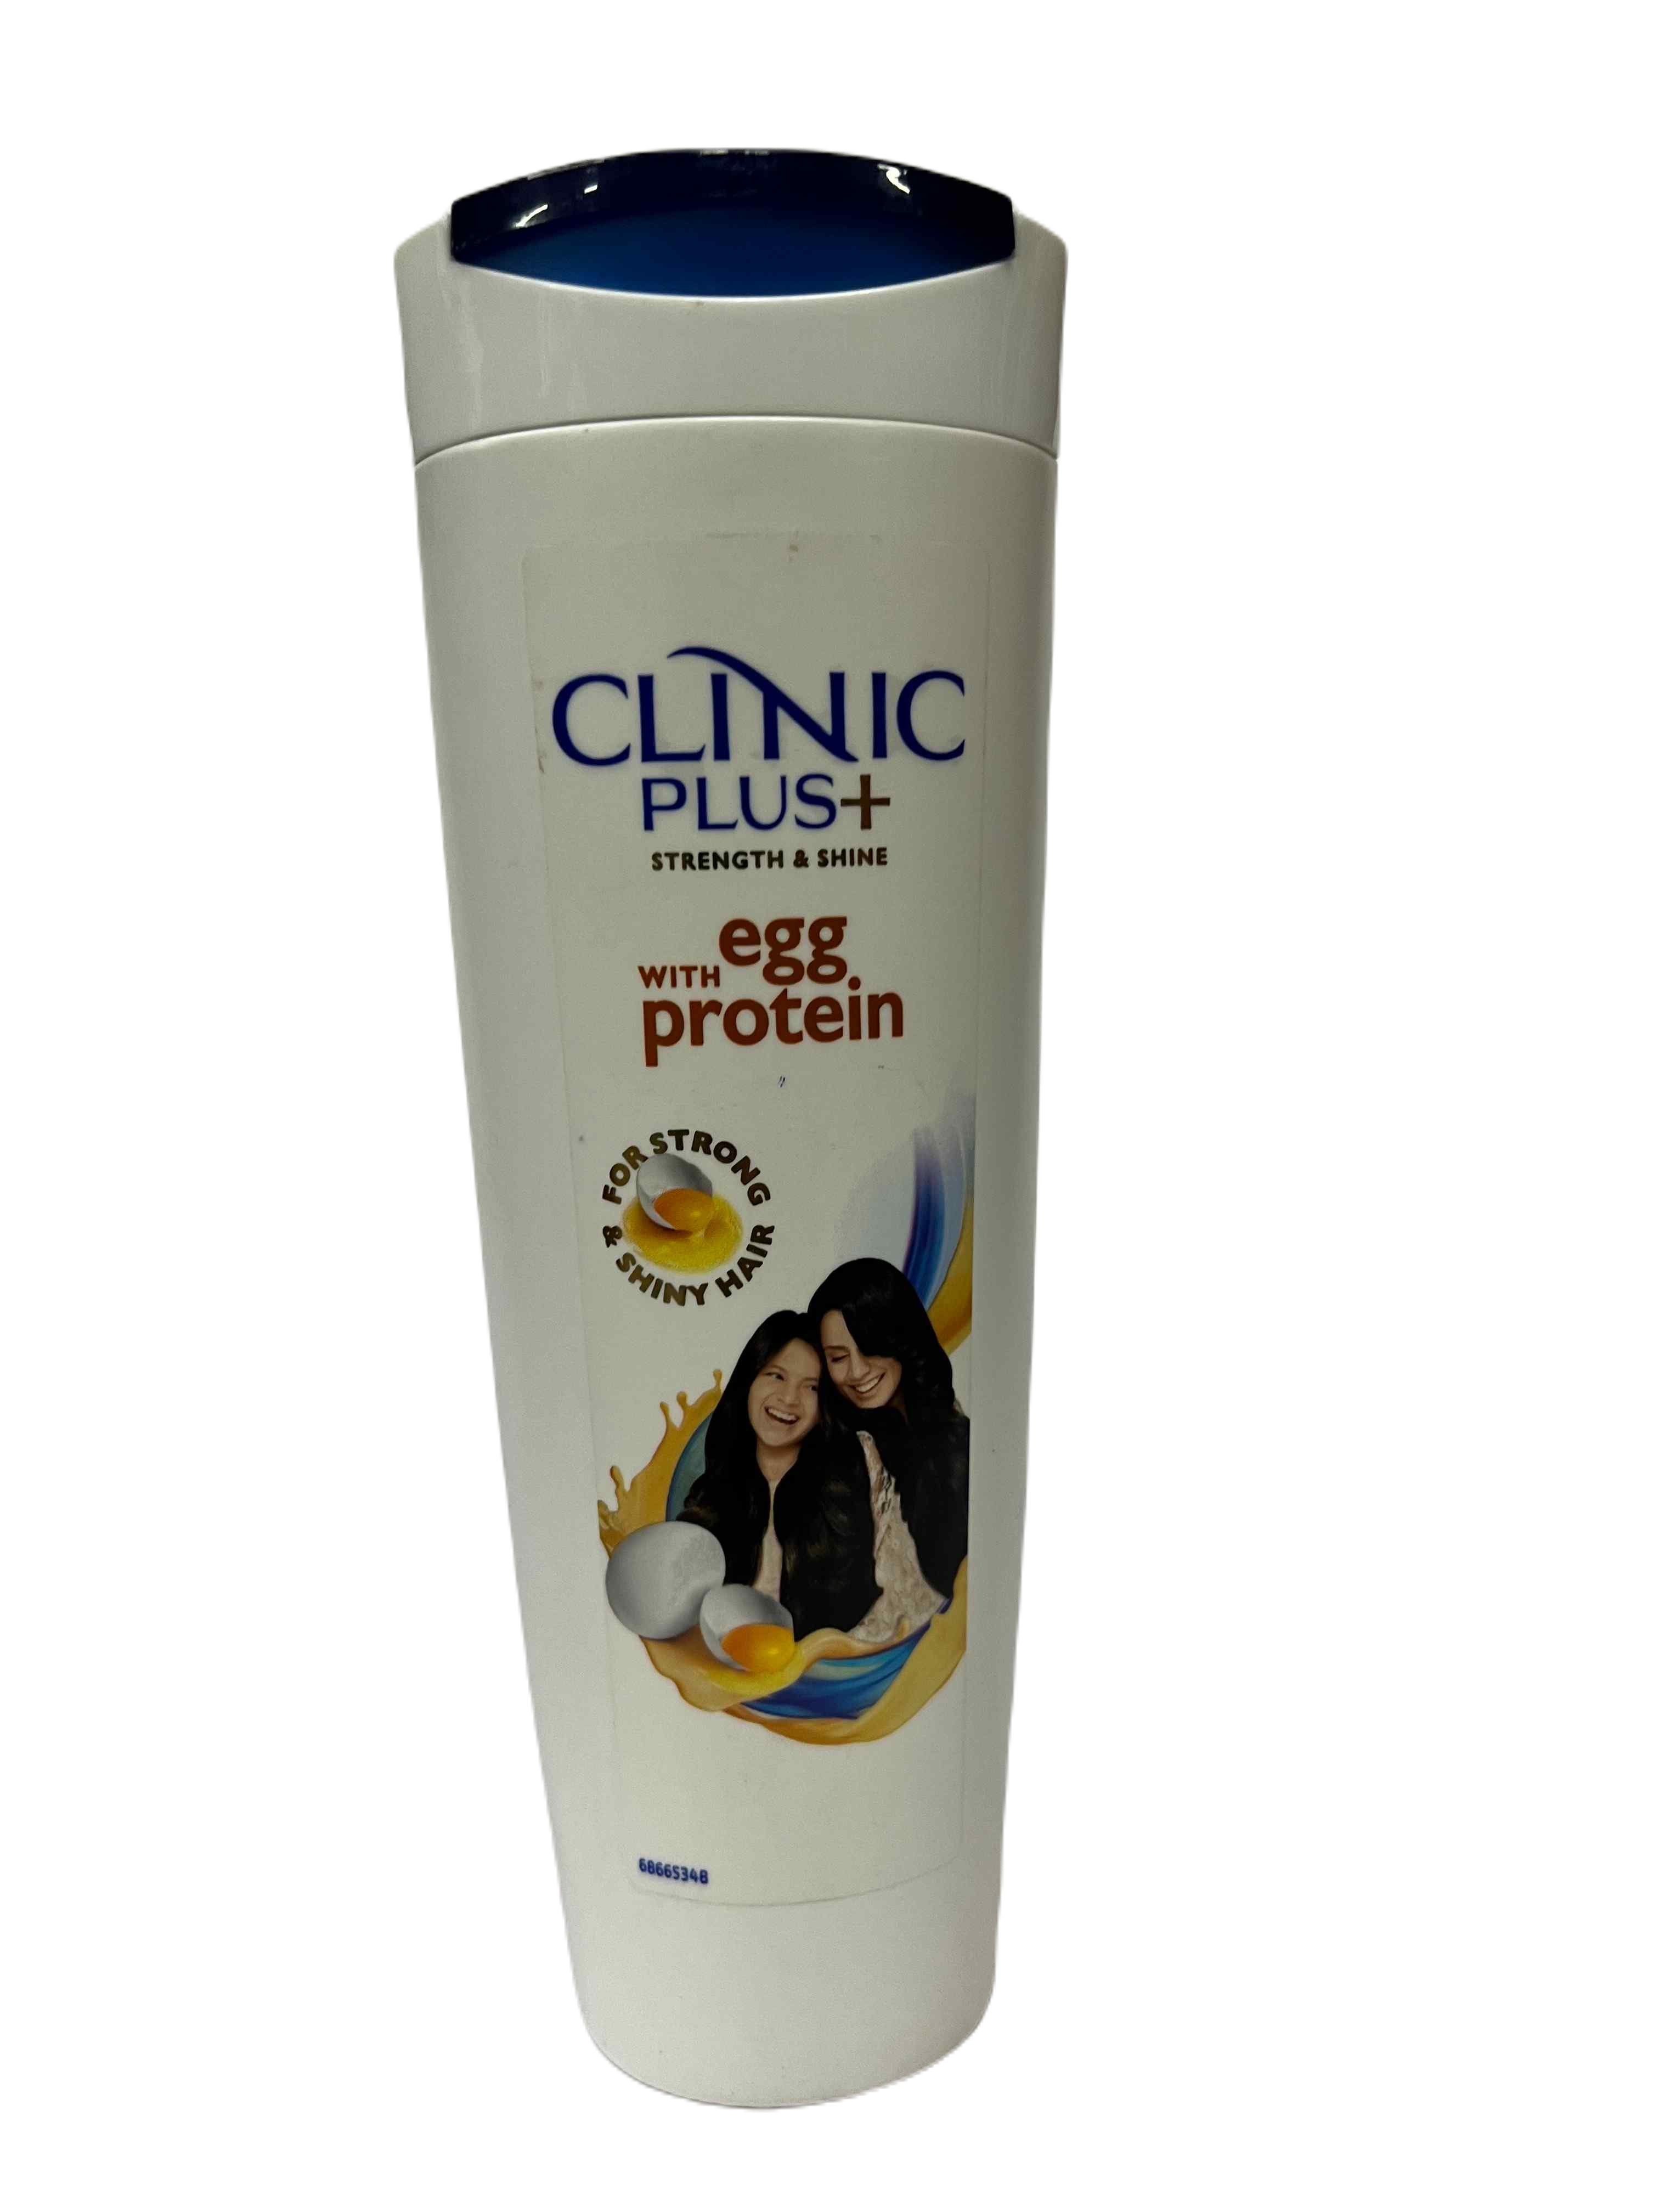 CLINIC
PLUS+
STRENGTH & SHINE
WITH egg
protein
FOR STRONG
& SHINY HAIR
68665348